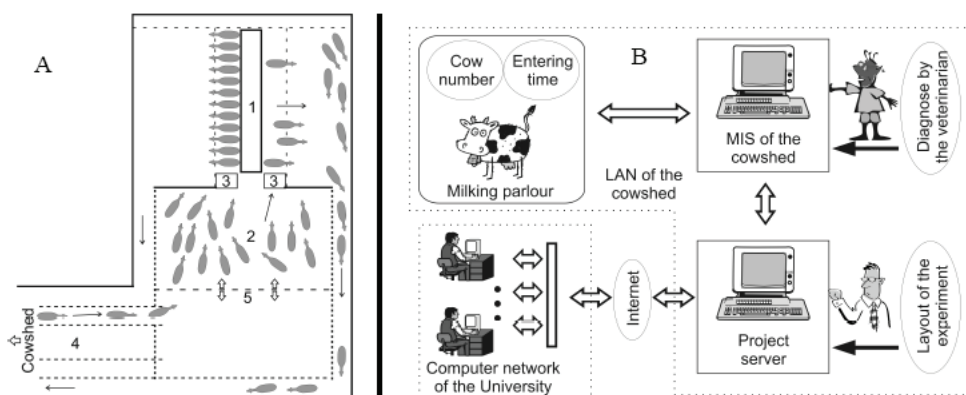 A
1
3
3
2
5
4
Cowshed
B
Cow
number
Entering
time
Milking parlour
LAN of the
cowshed
MIS of the
cowshed
Diagnose by
the veterinarian
Computer network
of the University
Internet
Project
server
Layout of the
experiment